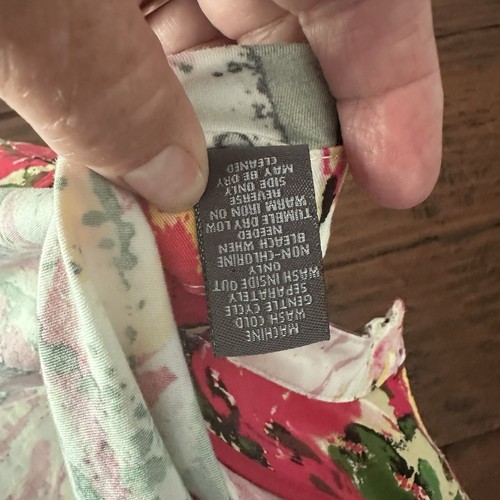 MACHINE
WASH COLD
GENTLE CYCLE
SEPARATELY
WASH INSIDE OUT
ONLY
NON-CHLORINE
BLEACH WHEN
NEEDED
TUMBLE DRY LOW
WARM IRON ON
REVERSE
SIDE ONLY
MAY BE DRY
CLEANED